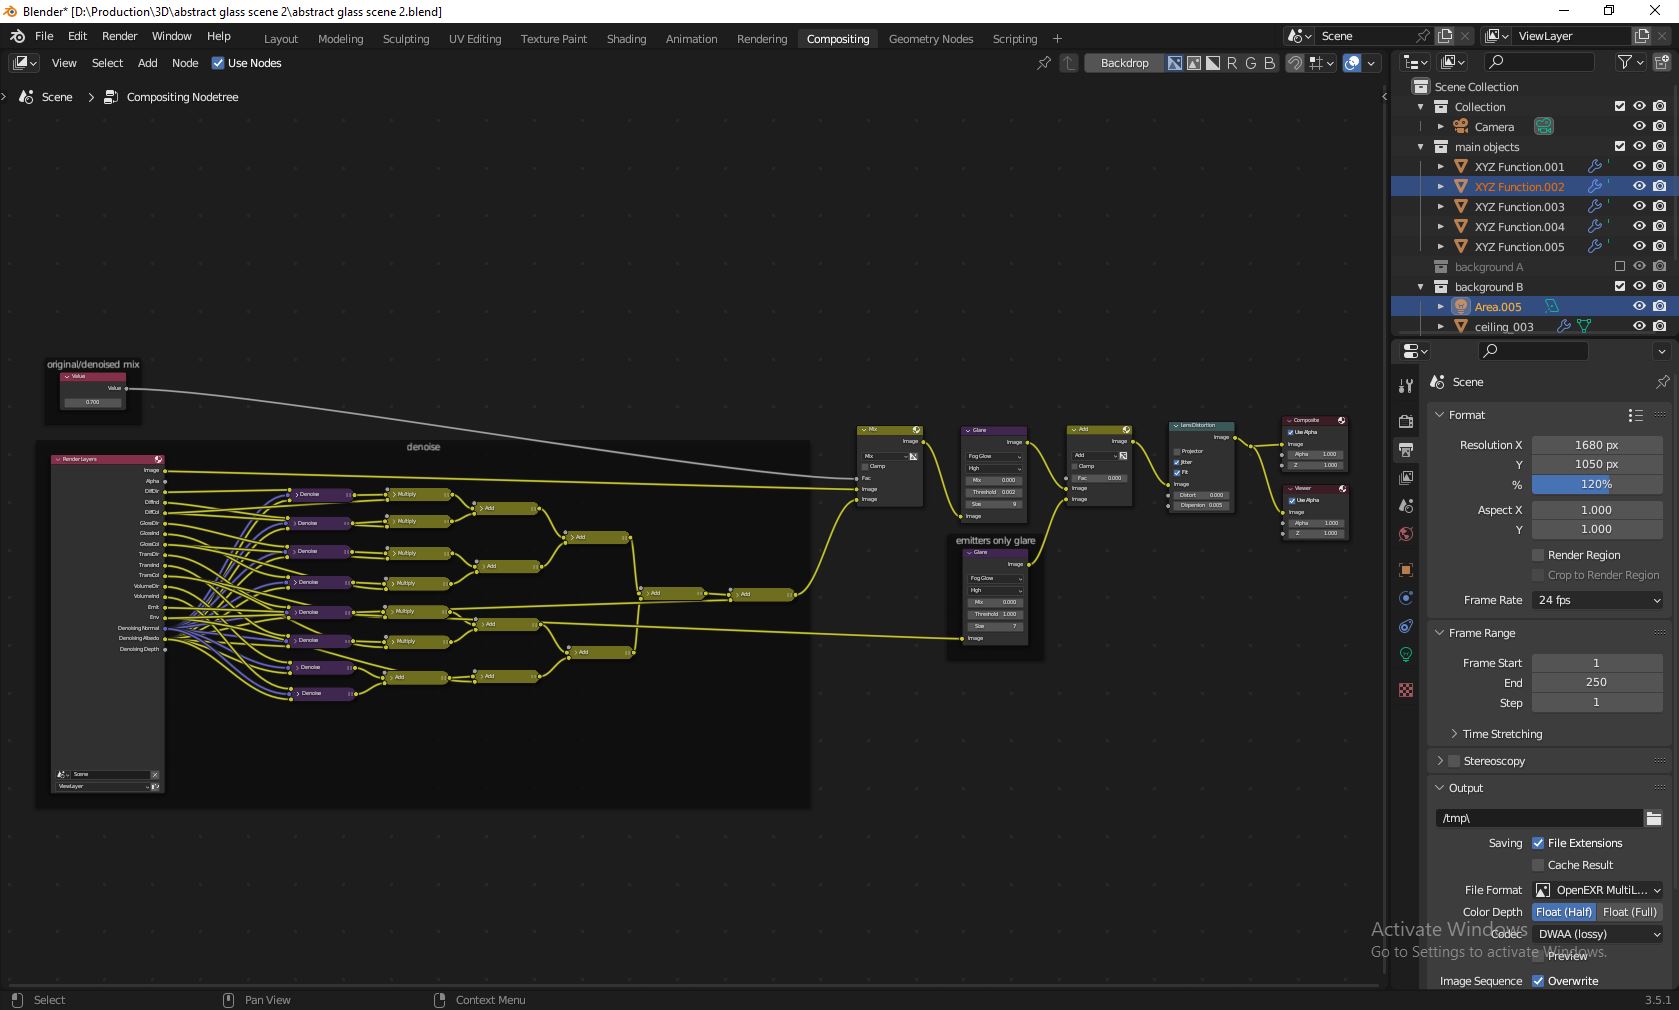 Blender* [D:\Production\3D\abstract glass scene 2\abstract glass scene 2.blend]
File Edit Render Window Help Layout Modeling Sculpting UV Editing Texture Paint Shading Animation Rendering Compositing Geometry Nodes Scripting + Scene ViewLayer
View Select Add Node Use Nodes Backdrop R G B
Scene > Compositing Nodetree
Scene Collection
Collection
Camera
main objects
XYZ Function.001
XYZ Function.002
XYZ Function.003
XYZ Function.004
XYZ Function.005
background A
background B
Area.005
ceiling_003
original/denoised mix
Value
Value
0.700
denoise
Render Layers
Image
Alpha
DiffDir
DiffInd
DiffCol
GlossDir
GlossInd
GlossCol
TransDir
TransInd
TransCol
VolumeDir
VolumeInd
Emit
Env
Denoising Normal
Denoising Albedo
Denoising Depth
Scene
ViewLayer
Denoise
Denoise
Denoise
Denoise
Denoise
Denoise
Denoise
Denoise
Multiply
Multiply
Multiply
Multiply
Multiply
Multiply
Add
Add
Add
Add
Add
Add
Add
Add
Add
Mix
Image
Mix
Clamp
Fac
Image
Image
Glare
Image
Fog Glow
High
Mix 0.000
Threshold 0.002
Size 9
Image
emitters only glare
Glare
Image
Fog Glow
High
Mix 0.000
Threshold 1.000
Size 7
Image
Add
Image
Add
Clamp
Fac 0.000
Image
Image
Lens Distortion
Image
Projector
Jitter
Fit
Image
Distort 0.000
Dispersion 0.005
Composite
Use Alpha
Image
Alpha 1.000
Z 1.000
Viewer
Use Alpha
Image
Alpha 1.000
Z 1.000
Scene
Format
Resolution X 1680 px
Y 1050 px
% 120%
Aspect X 1.000
Y 1.000
Render Region
Crop to Render Region
Frame Rate 24 fps
Frame Range
Frame Start 1
End 250
Step 1
Time Stretching
Stereoscopy
Output
/tmp\
Saving File Extensions
Cache Result
File Format OpenEXR MultiL...
Color Depth Float (Half) Float (Full)
Codec DWAA (lossy)
Preview
Image Sequence Overwrite
Activate Windows
Go to Settings to activate Windows.
Select Pan View Context Menu 3.5.1